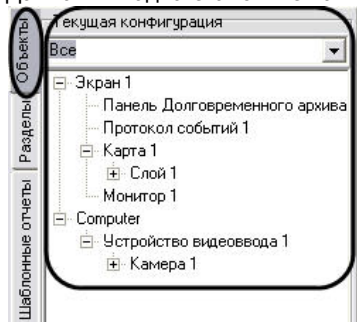 Текущая конфигурация
Объекты
Все
Разделы
Шаблонные отчеты
Экран 1
Панель Долговременного архива
Протокол событий 1
Карта 1
Слой 1
Монитор 1
Computer
Устройство видеоввода 1
Камера 1